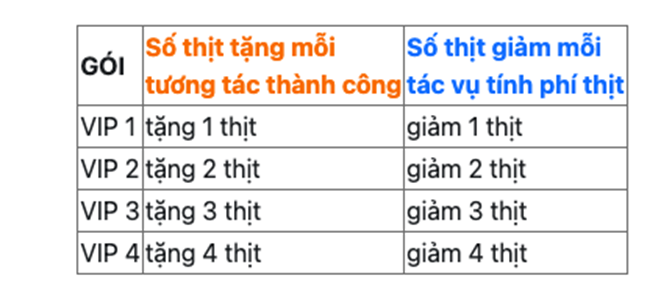 GÓI
Số thịt tặng mỗi
tương tác thành công
Số thịt giảm mỗi
tác vụ tính phí thịt
VIP 1 tặng 1 thịt giảm 1 thịt
VIP 2 tặng 2 thịt giảm 2 thịt
VIP 3 tặng 3 thịt giảm 3 thịt
VIP 4 tặng 4 thịt giảm 4 thịt